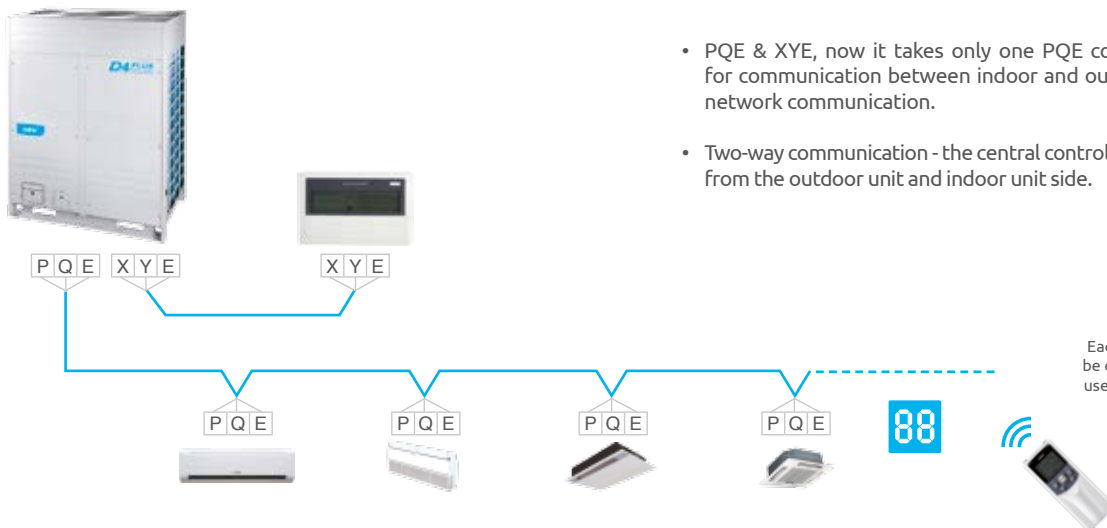 D4 PLUS
• PQE & XYE, now it takes only one PQE co
for communication between indoor and ou
network communication.
• Two-way communication - the central control
from the outdoor unit and indoor unit side.
P Q E X Y E X Y E
Eac
be c
use
P Q E P Q E P Q E P Q E
88